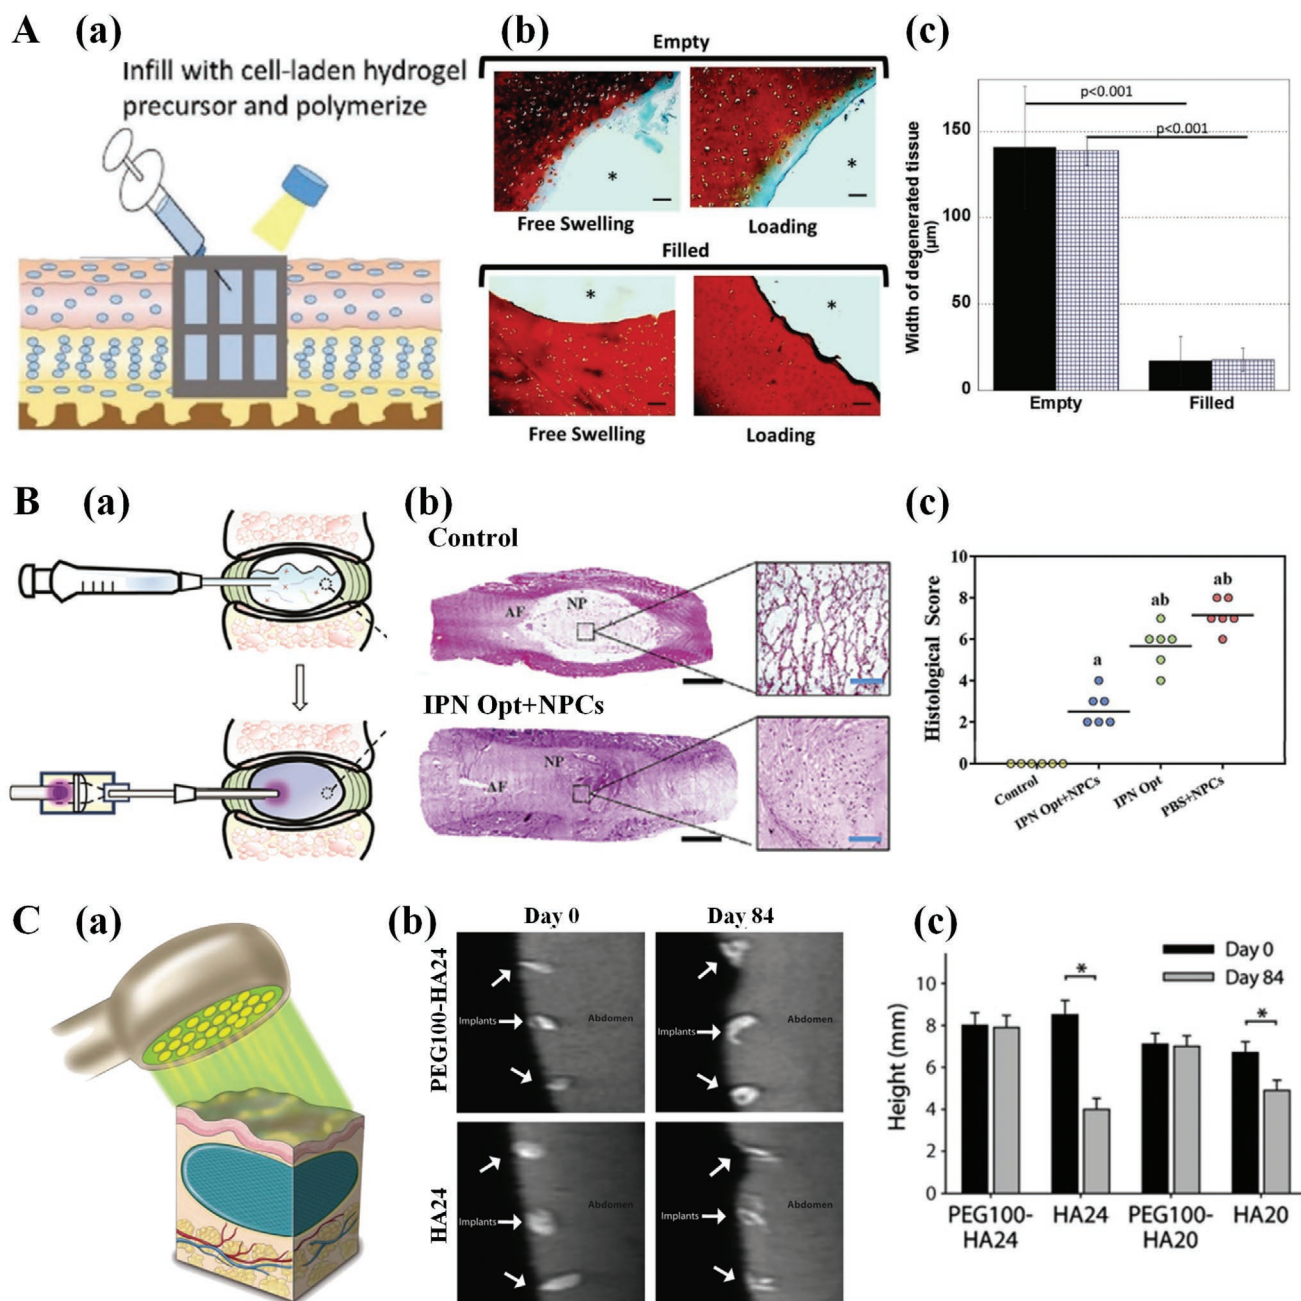 A (a)
Infill with cell-laden hydrogel
precursor and polymerize
(b)
Empty
*
*
Free Swelling Loading
Filled
*
*
Free Swelling Loading
(c)
Width of degenerated tissue
(µm)
150
100
50
0
p<0.001
p<0.001
Empty Filled
B (a)
(b)
Control
AF NP
IPN Opt+NPCs
AF NP
(c)
Histological Score
10
8
6
4
2
0
a
ab
ab
Control
IPN Opt+NPCs
IPN Opt
PBS+NPCs
C (a)
(b)
Day 0 Day 84
PEG100-HA24
Implants Abdomen
Implants Abdomen
HA24
Implants Abdomen
Implants Abdomen
(c)
Day 0
Day 84
Height (mm)
10
8
6
4
2
0
*
*
PEG100-
HA24
HA24
PEG100-
HA20
HA20